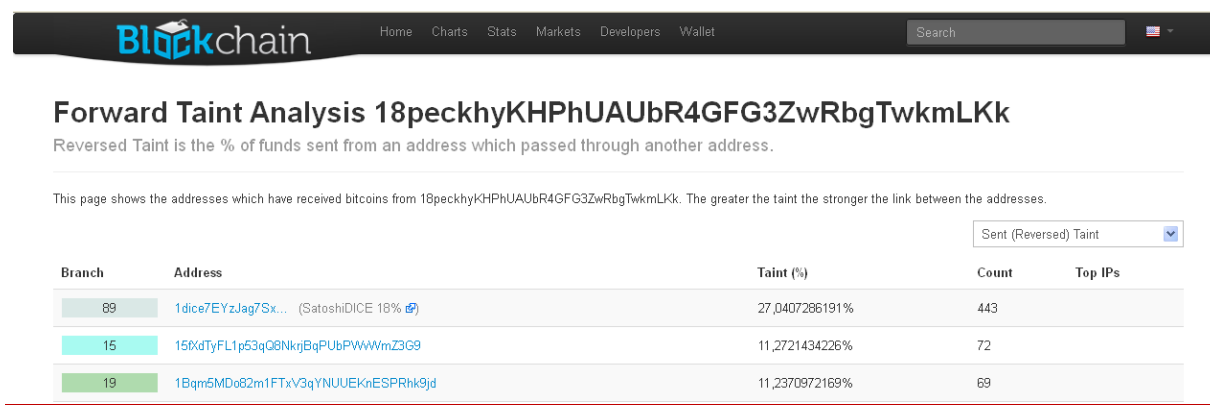 Blockchain Home Charts Stats Markets Developers Wallet Search
Forward Taint Analysis 18peckhyKHPhUAUbR4GFG3ZwRbgTwkmLKk
Reversed Taint is the % of funds sent from an address which passed through another address.
This page shows the addresses which have received bitcoins from 18peckhyKHPhUAUbR4GFG3ZwRbgTwkmLKk. The greater the taint the stronger the link between the addresses.
Sent (Reversed) Taint
Branch Address Taint (%) Count Top IPs
89 1dice7EYzJag7Sx... (SatoshiDICE 18%) 27,0407286191% 443
15 15fXdTyFL1p53qQ8NkrjBqPUbPWvWmZ3G9 11,2721434226% 72
19 1Bqm5MDo82m1FTxV3qYNUUEKnESPRhk9jd 11,2370972169% 69